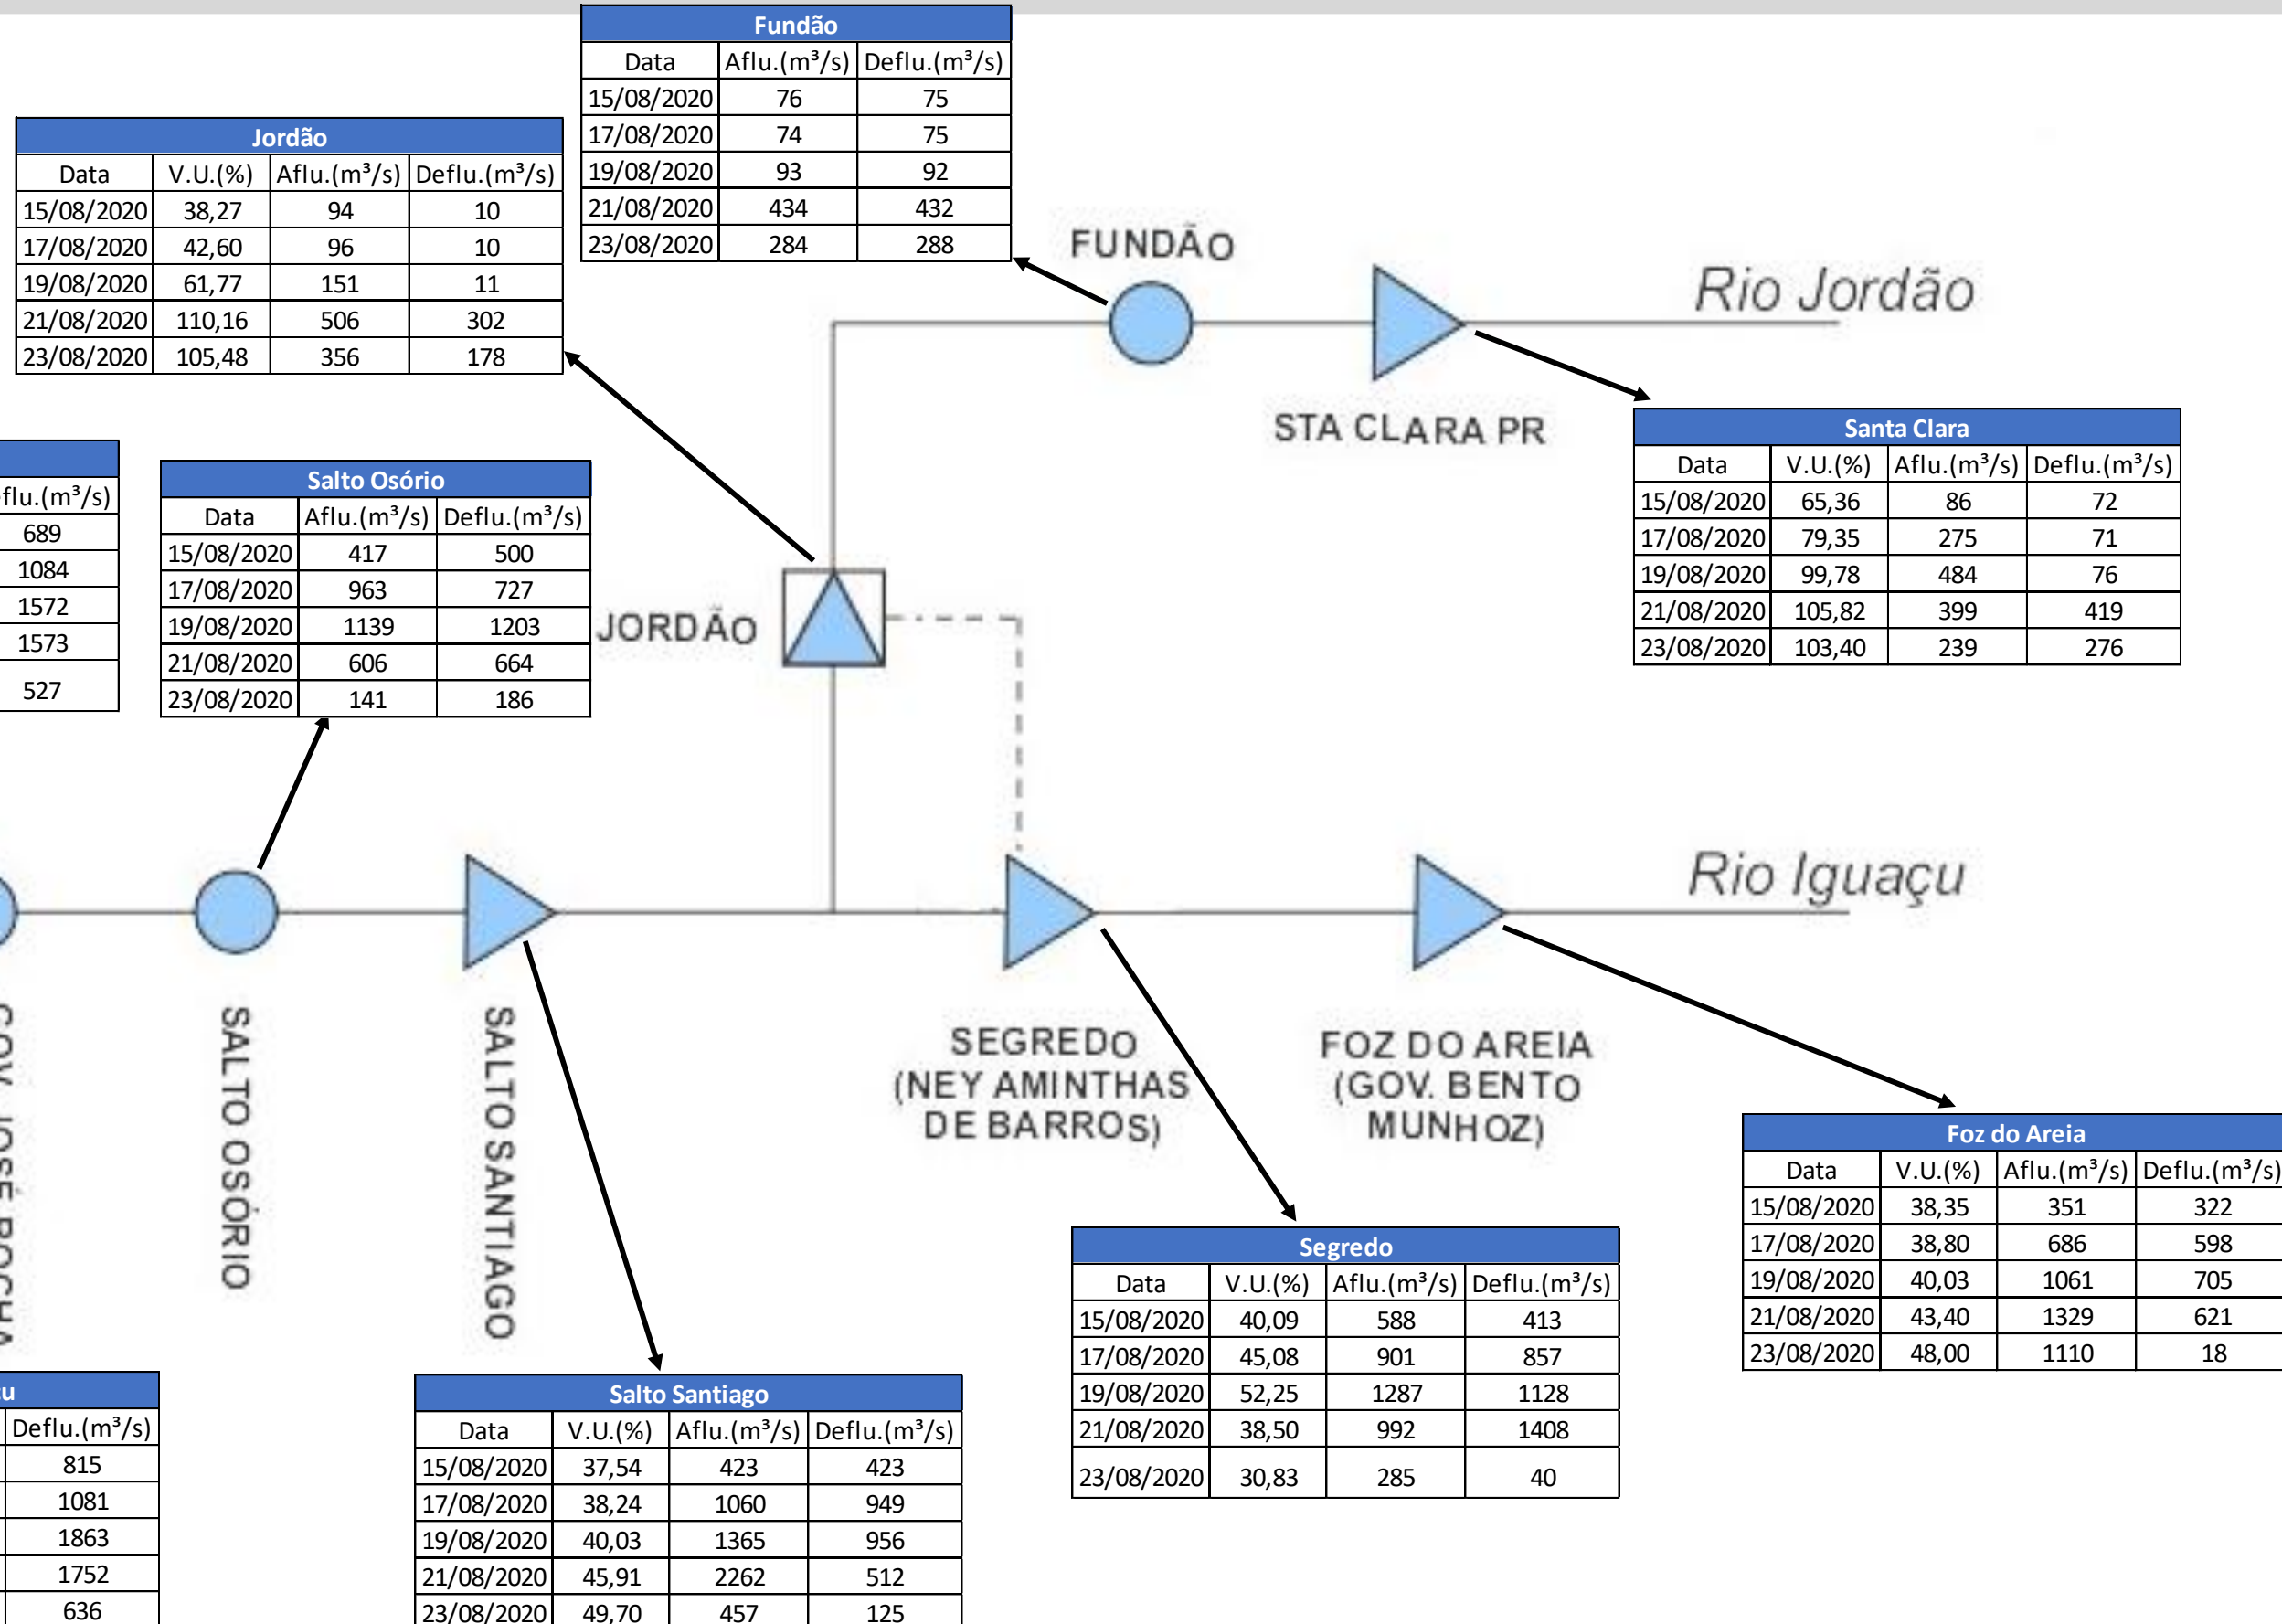 Fundão
Data Aflu.(m³/s) Deflu.(m³/s)
15/08/2020 76 75
17/08/2020 74 75
19/08/2020 93 92
21/08/2020 434 432
23/08/2020 284 288
Jordão
Data V.U.(%) Aflu.(m³/s) Deflu.(m³/s)
15/08/2020 38,27 94 10
17/08/2020 42,60 96 10
19/08/2020 61,77 151 11
21/08/2020 110,16 506 302
23/08/2020 105,48 356 178
FUNDÃO
Rio Jordão
STA CLARA PR
Santa Clara
Data V.U.(%) Aflu.(m³/s) Deflu.(m³/s)
15/08/2020 65,36 86 72
17/08/2020 79,35 275 71
19/08/2020 99,78 484 76
21/08/2020 105,82 399 419
23/08/2020 103,40 239 276
flu.(m³/s)
689
1084
1572
1573
527
Salto Osório
Data Aflu.(m³/s) Deflu.(m³/s)
15/08/2020 417 500
17/08/2020 963 727
19/08/2020 1139 1203
21/08/2020 606 664
23/08/2020 141 186
JORDÃO
Rio Iguaçu
GOV. JOSÉ ROCHA
SALTO OSÓRIO
SALTO SANTIAGO
SEGREDO
(NEY AMINTHAS
DE BARROS)
FOZ DO AREIA
(GOV. BENTO
MUNHOZ)
Foz do Areia
Data V.U.(%) Aflu.(m³/s) Deflu.(m³/s)
15/08/2020 38,35 351 322
17/08/2020 38,80 686 598
19/08/2020 40,03 1061 705
21/08/2020 43,40 1329 621
23/08/2020 48,00 1110 18
Segredo
Data V.U.(%) Aflu.(m³/s) Deflu.(m³/s)
15/08/2020 40,09 588 413
17/08/2020 45,08 901 857
19/08/2020 52,25 1287 1128
21/08/2020 38,50 992 1408
23/08/2020 30,83 285 40
Deflu.(m³/s)
815
1081
1863
1752
636
Salto Santiago
Data V.U.(%) Aflu.(m³/s) Deflu.(m³/s)
15/08/2020 37,54 423 423
17/08/2020 38,24 1060 949
19/08/2020 40,03 1365 956
21/08/2020 45,91 2262 512
23/08/2020 49,70 457 125